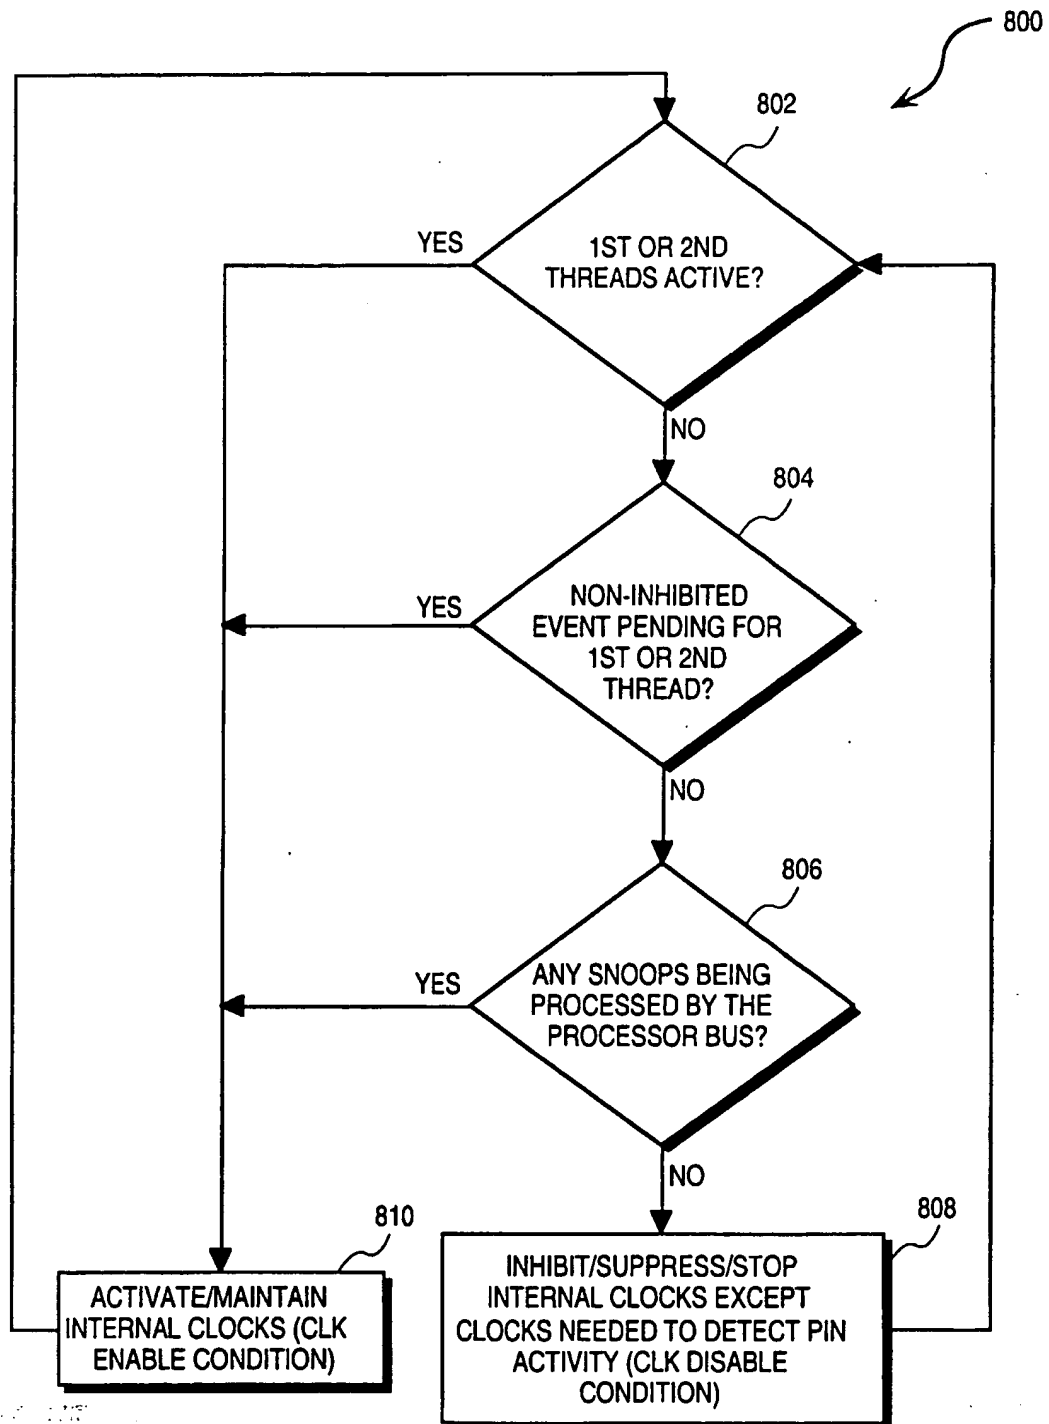 800
802
YES
1ST OR 2ND
THREADS ACTIVE?
NO
804
YES
NON-INHIBITED
EVENT PENDING FOR
1ST OR 2ND
THREAD?
NO
806
YES
ANY SNOOPS BEING
PROCESSED BY THE
PROCESSOR BUS?
NO
810
808
ACTIVATE/MAINTAIN
INTERNAL CLOCKS (CLK
ENABLE CONDITION)
INHIBIT/SUPPRESS/STOP
INTERNAL CLOCKS EXCEPT
CLOCKS NEEDED TO DETECT PIN
ACTIVITY (CLK DISABLE
CONDITION)